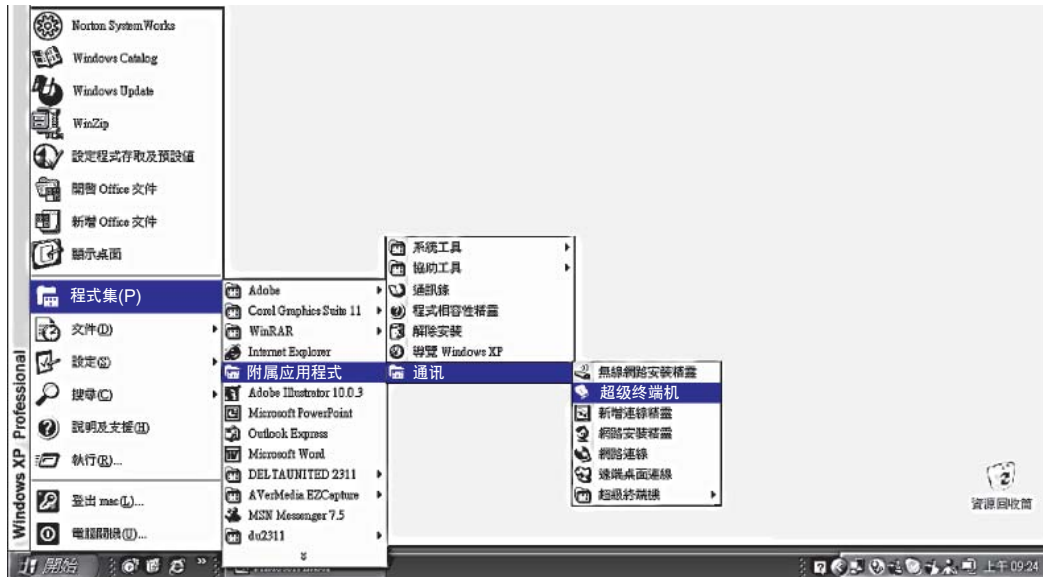 Norton SystemWorks
Windows Catalog
Windows Update
WinZip
設定程式存取及預設值
開啟 Office 文件
新增 Office 文件
顯示桌面
程式集(P)
文件(D)
設定(S)
搜尋(C)
說明及支援(H)
執行(R)...
登出 mac(L)...
電腦關機(U)...
Windows XP Professional
Adobe
Corel Graphics Suite 11
WinRAR
Internet Explorer
附属应用程式
Adobe Illustrator 10.0.3
Microsoft PowerPoint
Outlook Express
Microsoft Word
DELTAUNITED 2311
AVerMedia EZCapture
MSN Messenger 7.5
du2311
系統工具
協助工具
通訊錄
程式相容性精靈
解除安裝
導覽 Windows XP
通讯
無線網路安裝精靈
超级终端机
新增連線精靈
網路安裝精靈
網路連線
遠端桌面連線
超級終端機
資源回收筒
開始
上午 09:24